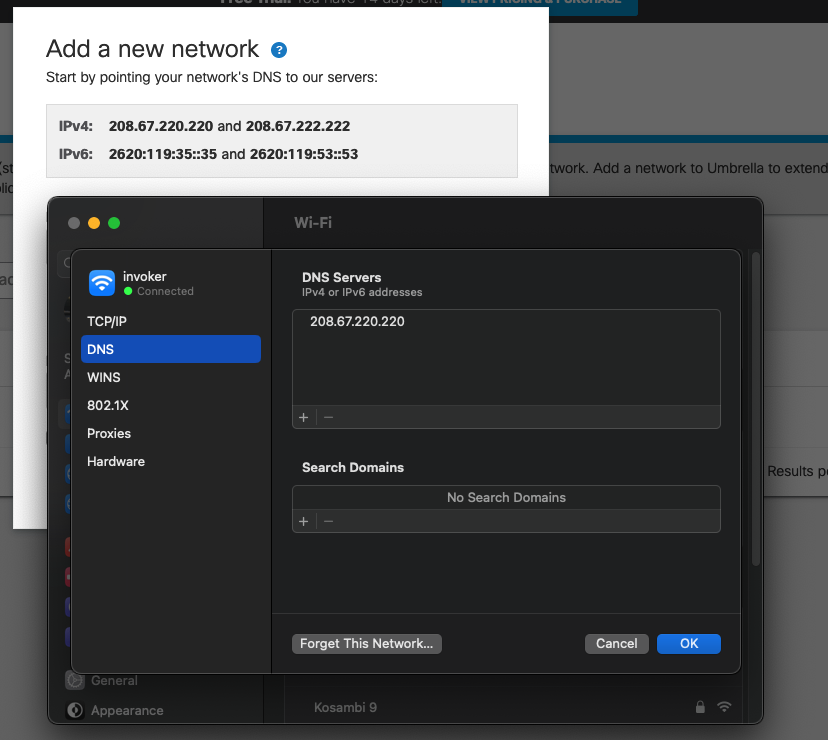 You have 14 days left.
VIEW PRICING & PURCHASE
Add a new network ?
Start by pointing your network's DNS to our servers:
IPv4: 208.67.220.220 and 208.67.222.222
IPv6: 2620:119:35::35 and 2620:119:53::53
Add a network to Umbrella to extend
Wi-Fi
invoker
Connected
TCP/IP
DNS
WINS
802.1X
Proxies
Hardware
DNS Servers
IPv4 or IPv6 addresses
208.67.220.220
+ −
Search Domains
No Search Domains
+ −
Forget This Network...
Cancel
OK
Results
General
Appearance
Kosambi 9